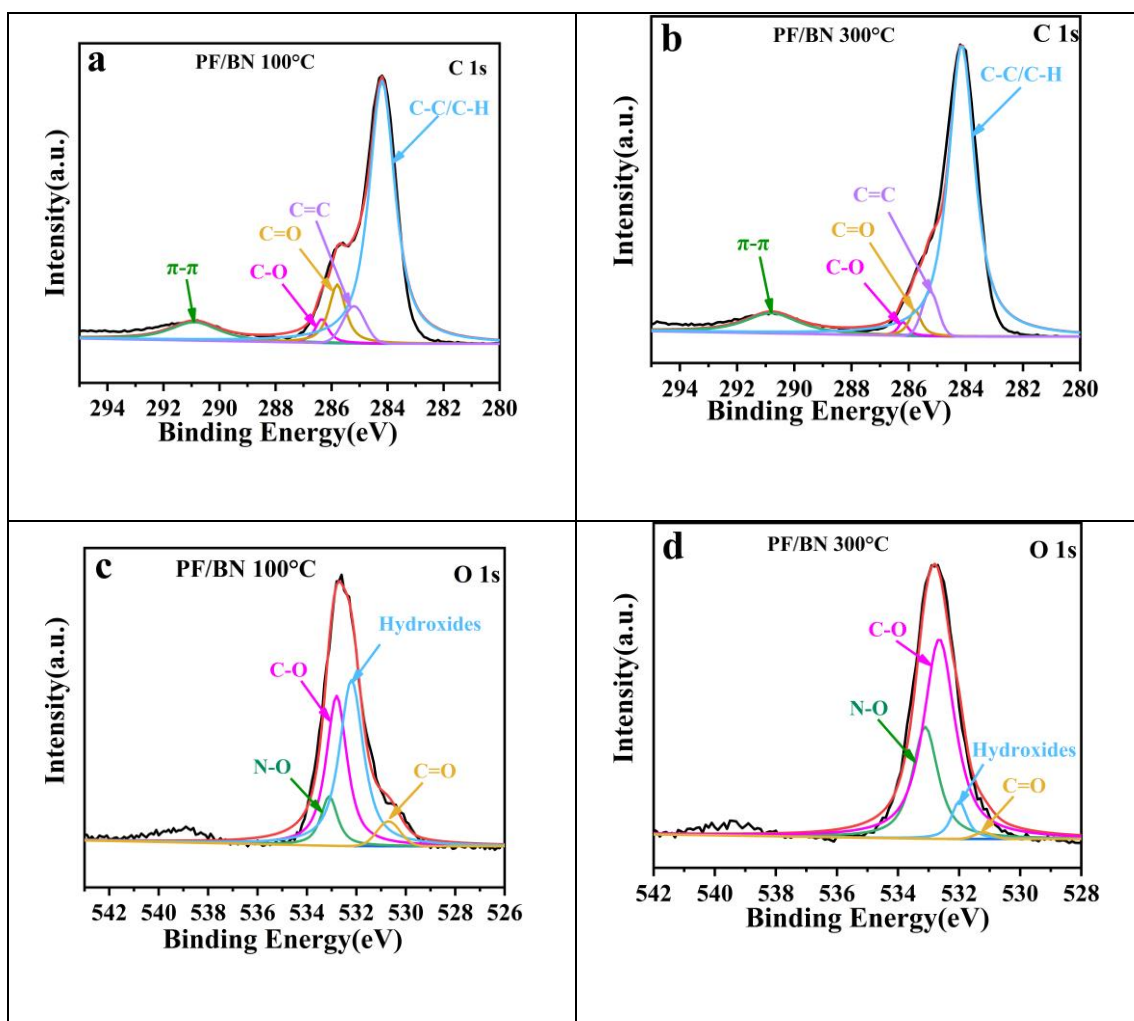 a
PF/BN 100°C
C 1s
C-C/C-H
C=C
C=O
C-O
π-π
Intensity(a.u.)
294 292 290 288 286 284 282 280
Binding Energy(eV)
b
PF/BN 300°C
C 1s
C-C/C-H
C=C
C=O
C-O
π-π
Intensity(a.u.)
294 292 290 288 286 284 282 280
Binding Energy(eV)
c
PF/BN 100°C
O 1s
Hydroxides
C-O
N-O
C=O
Intensity(a.u.)
542 540 538 536 534 532 530 528 526
Binding Energy(eV)
d
PF/BN 300°C
O 1s
C-O
N-O
Hydroxides
C=O
Intensity(a.u.)
542 540 538 536 534 532 530 528
Binding Energy(eV)